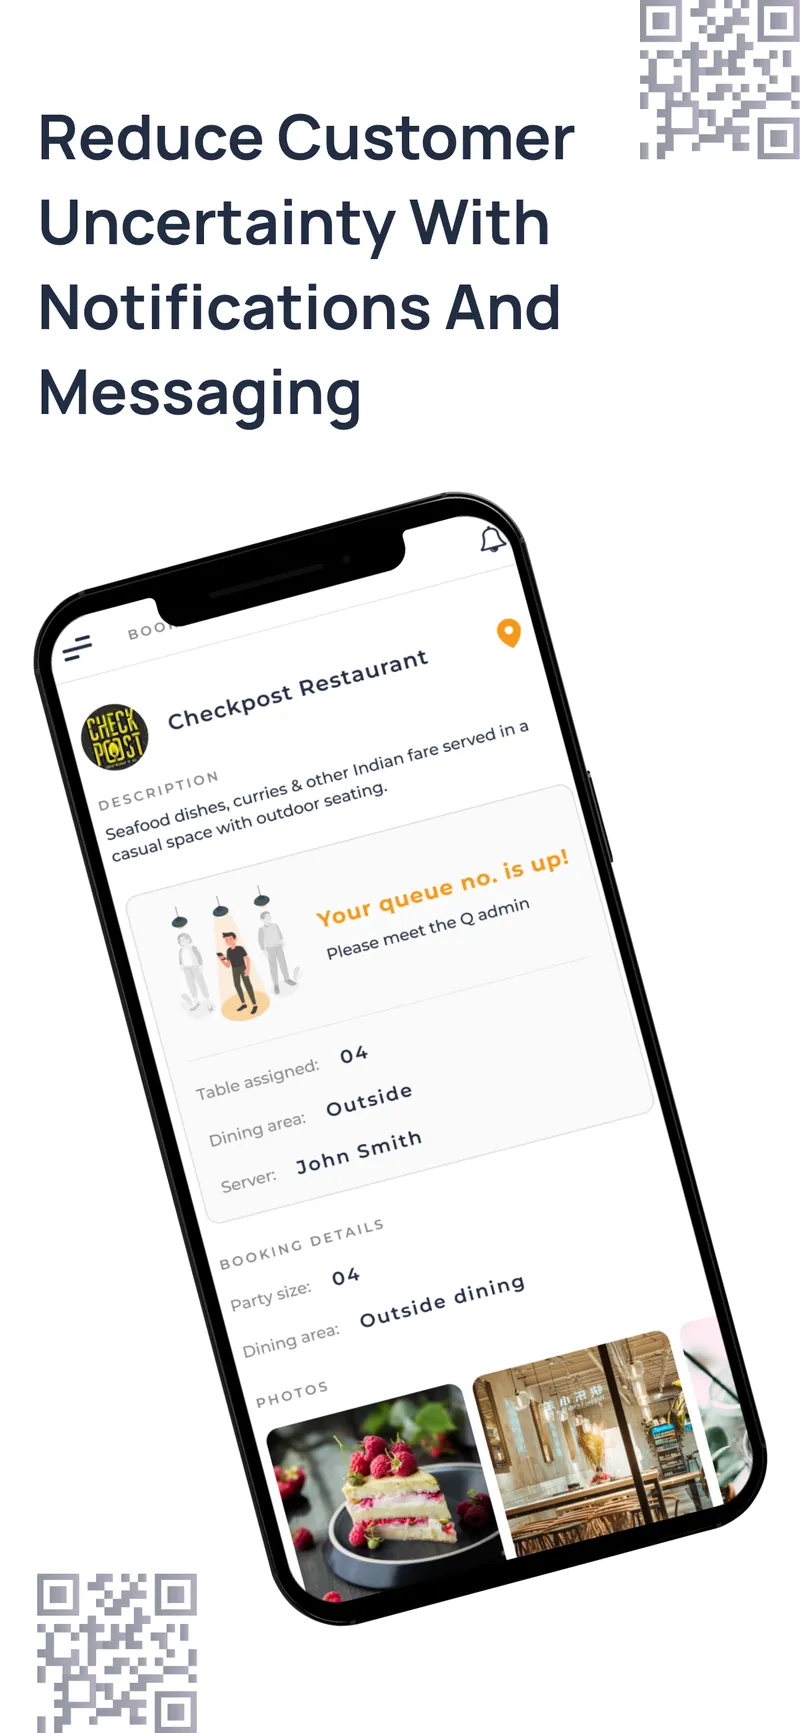 Reduce Customer
Uncertainty With
Notifications And
Messaging
Checkpost Restaurant
CHECK
POST
DESCRIPTION
Seafood dishes, curries & other Indian fare served in a
casual space with outdoor seating.
Your queue no. is up!
Please meet the Q admin
Table assigned: 04
Dining area: Outside
Server: John Smith
BOOKING DETAILS
Party size: 04
Dining area: Outside dining
PHOTOS